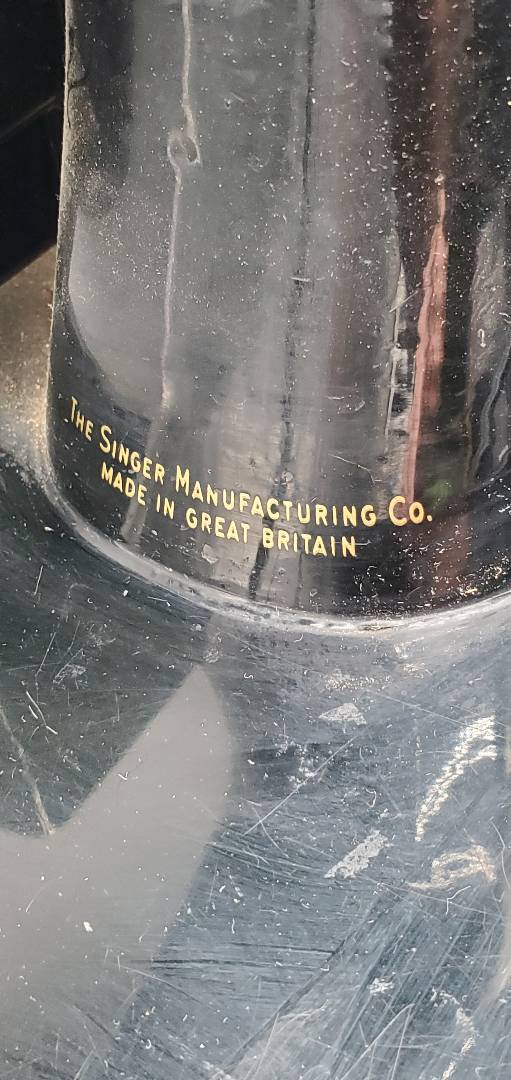 THE SINGER MANUFACTURING CO.
MADE IN GREAT BRITAIN